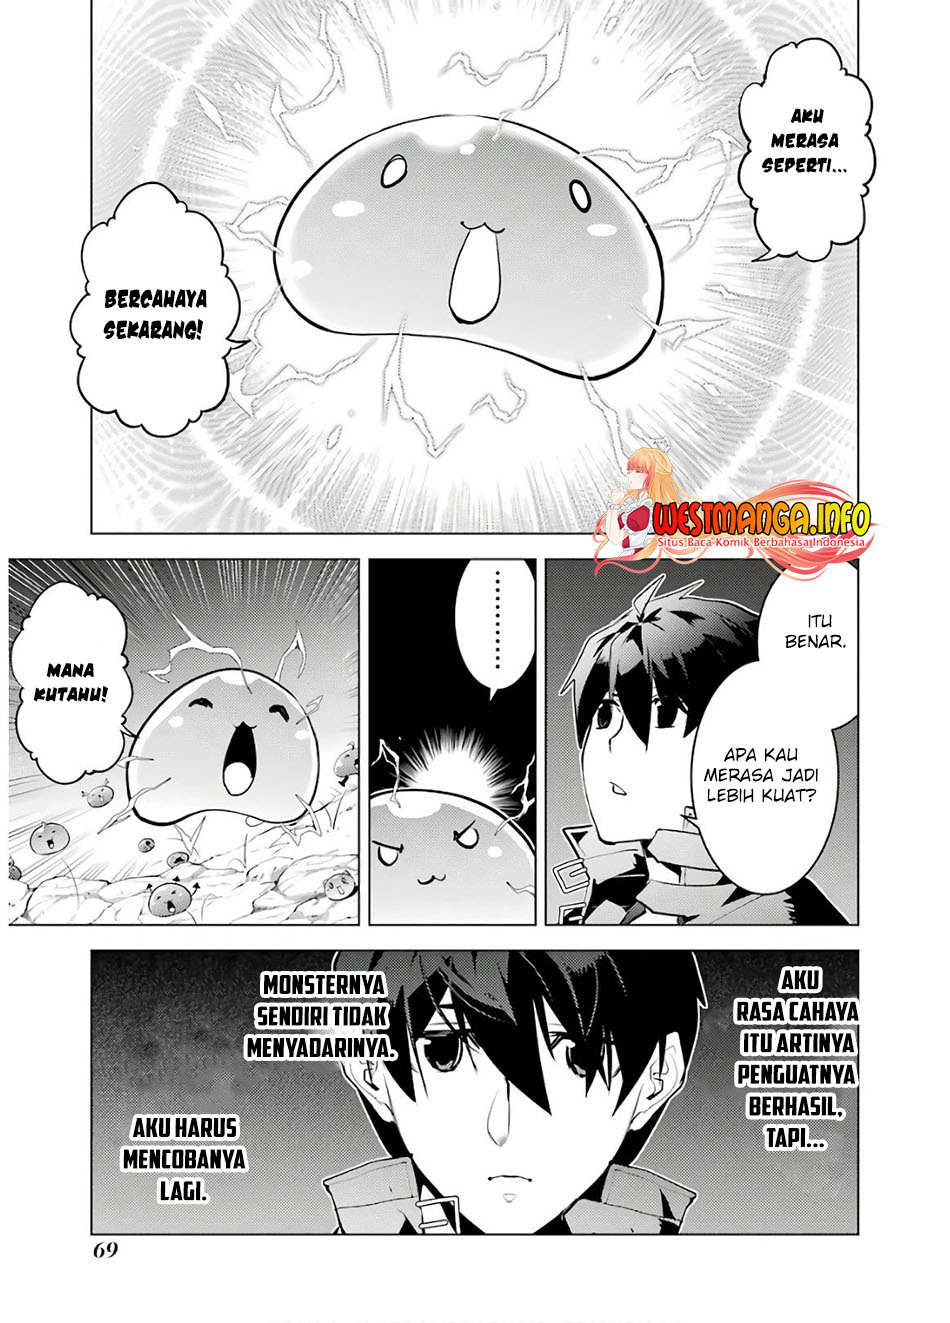 AKU
MERASA
SEPERTI...
BERCAHAYA
SEKARANG!
WESTMANGA.INFO
Situs Baca Komik Berbahasa Indonesia
ITU
BENAR.
APA KAU
MERASA JADI
LEBIH KUAT?
..........
MANA
KUTAHU!
AKU
RASA CAHAYA
ITU ARTINYA
PENGUATNYA
BERHASIL,
TAPI...
MONSTERNYA
SENDIRI TIDAK
MENYADARINYA.
AKU HARUS
MENCOBANYA
LAGI.
69